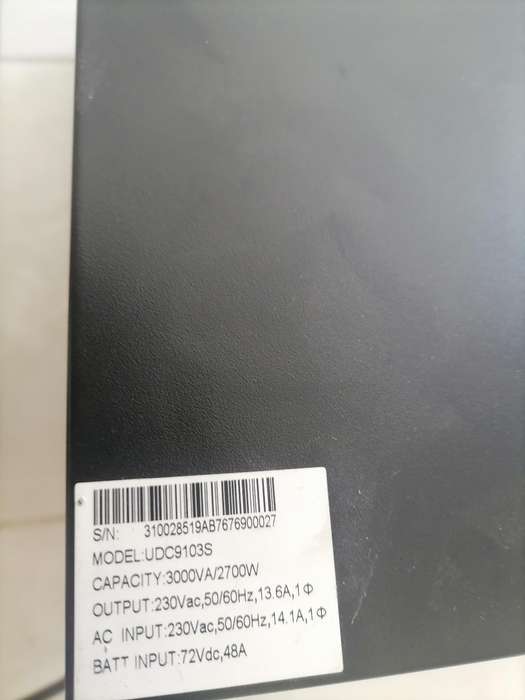 S/N: 310028519AB7676900027
MODEL:UDC9103S
CAPACITY:3000VA/2700W
OUTPUT:230Vac,50/60Hz,13.6A,1Φ
AC INPUT:230Vac,50/60Hz,14.1A,1Φ
BATT INPUT:72Vdc,48A